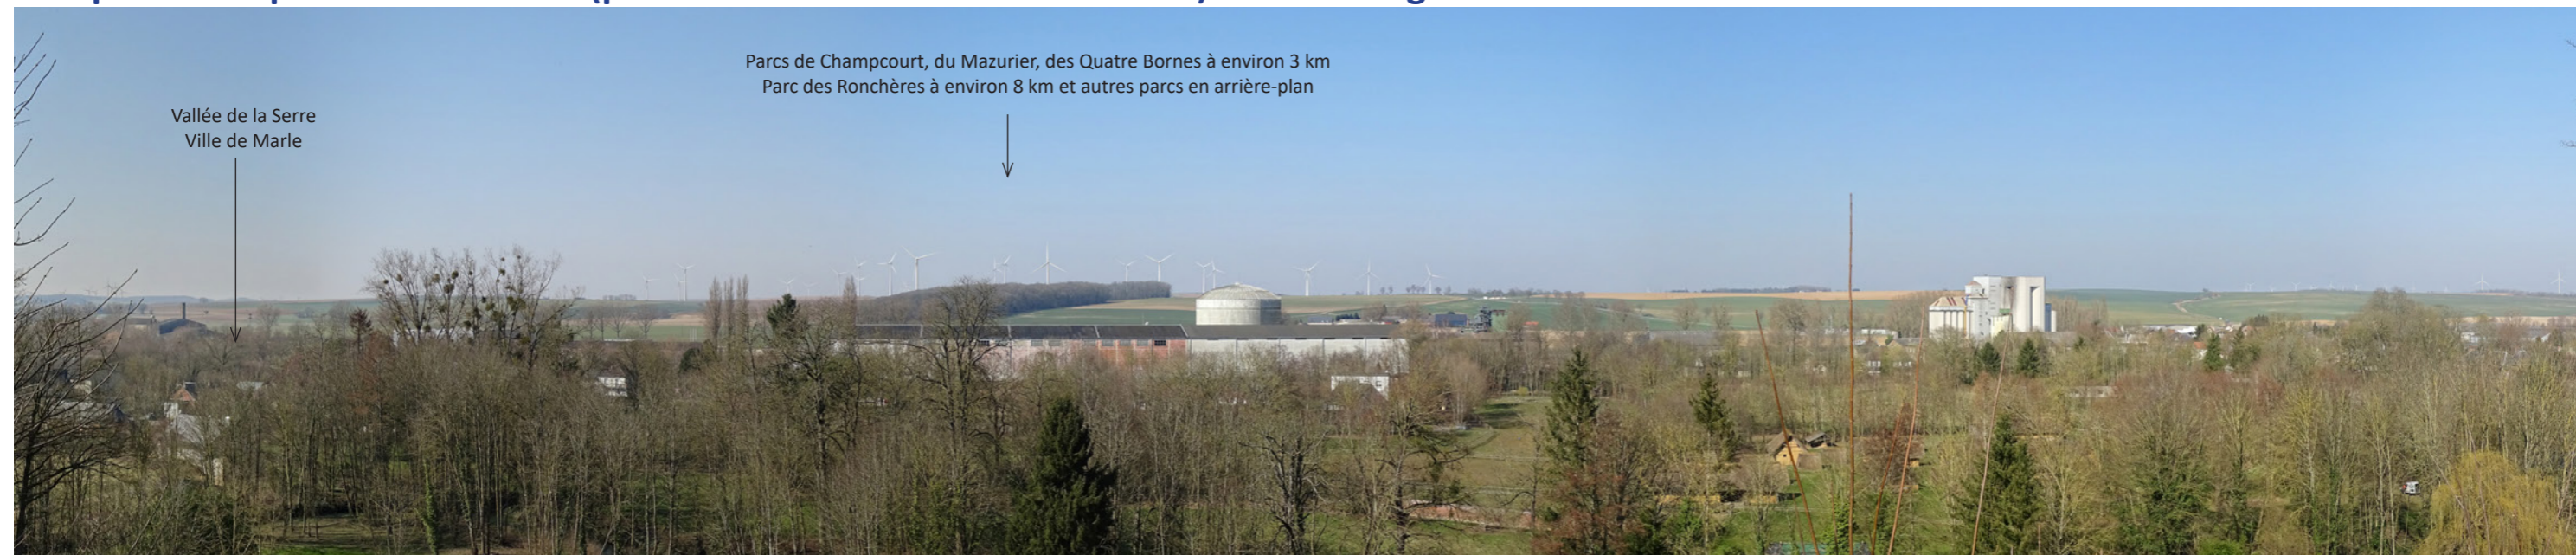 Parcs de Champcourt, du Mazurier, des Quatre Bornes à environ 3 km
Parc des Ronchères à environ 8 km et autres parcs en arrière-plan
Vallée de la Serre
Ville de Marle